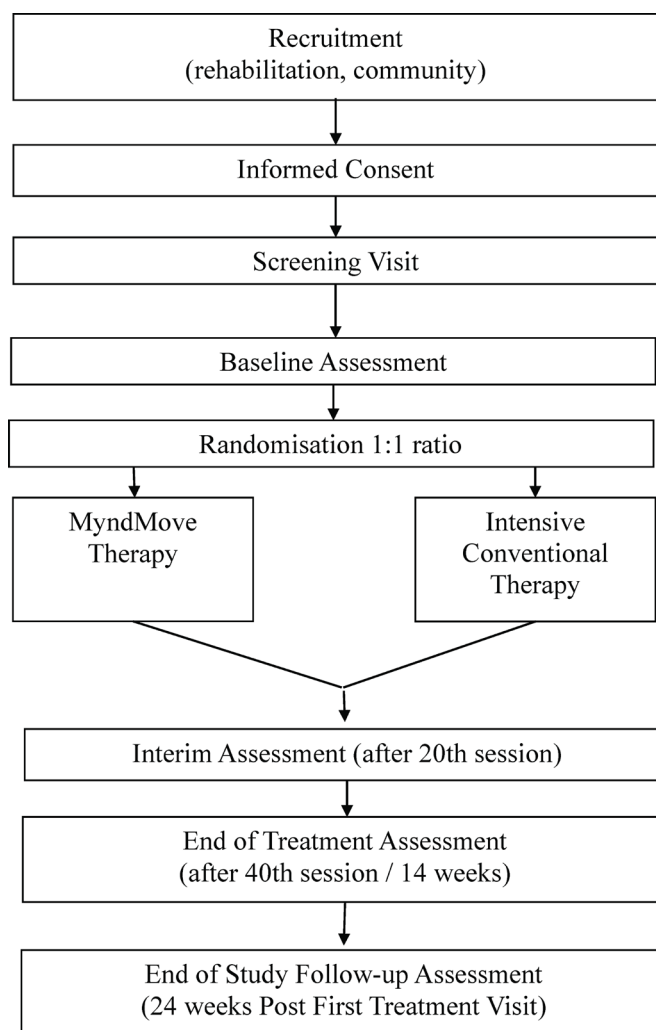 Recruitment
(rehabilitation, community)
Informed Consent
Screening Visit
Baseline Assessment
Randomisation 1:1 ratio
MyndMove
Therapy
Intensive
Conventional
Therapy
Interim Assessment (after 20th session)
End of Treatment Assessment
(after 40th session / 14 weeks)
End of Study Follow-up Assessment
(24 weeks Post First Treatment Visit)